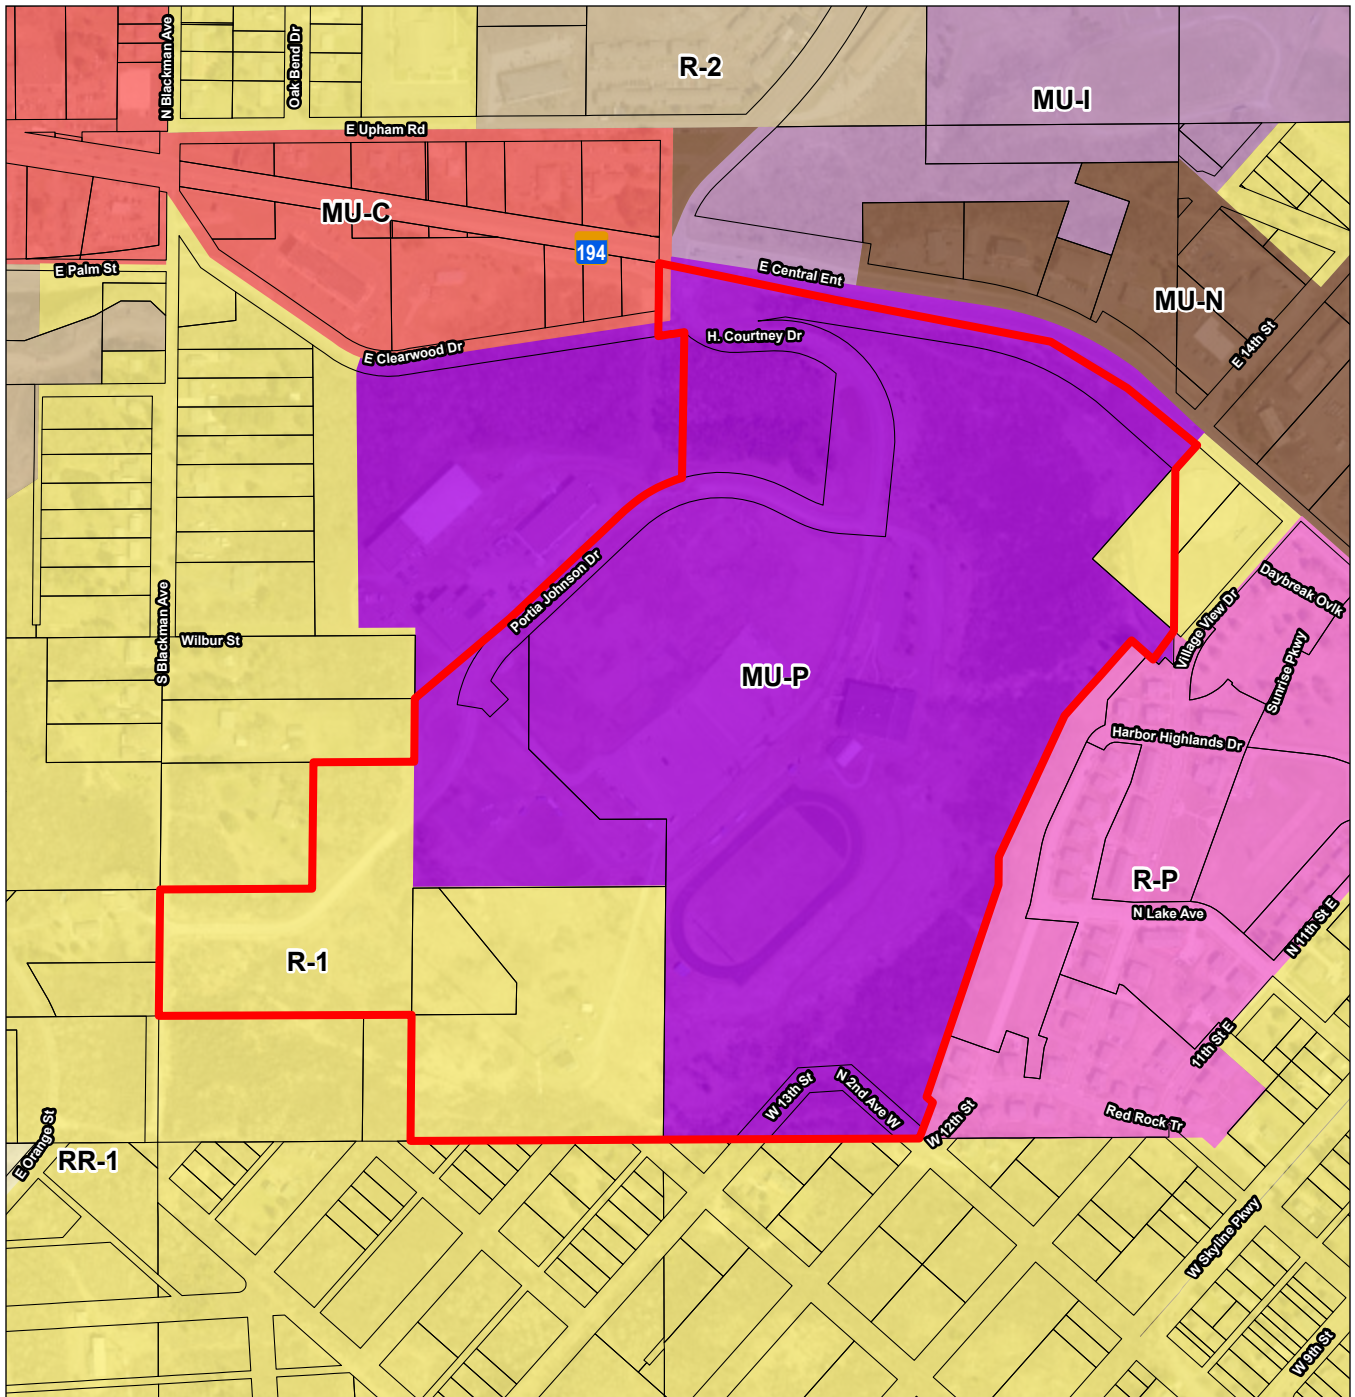 N Blackman Ave
Oak Bend Dr
R-2
MU-I
E Upham Rd
MU-C
194
E Palm St
E Central Ent
MU-N
E Clearwood Dr
H. Courtney Dr
E 14th St
Portia Johnson Dr
Daybreak Ovlk
Village View Dr
S Blackman Ave
Wilbur St
Sunrise Pkwy
MU-P
Harbor Highlands Dr
R-P
N Lake Ave
N 11th St E
R-1
11th St E
W 13th St
N 2nd Ave W
W 12th St
Red Rock Tr
E Orange St
RR-1
W Skyline Pkwy
W 9th St